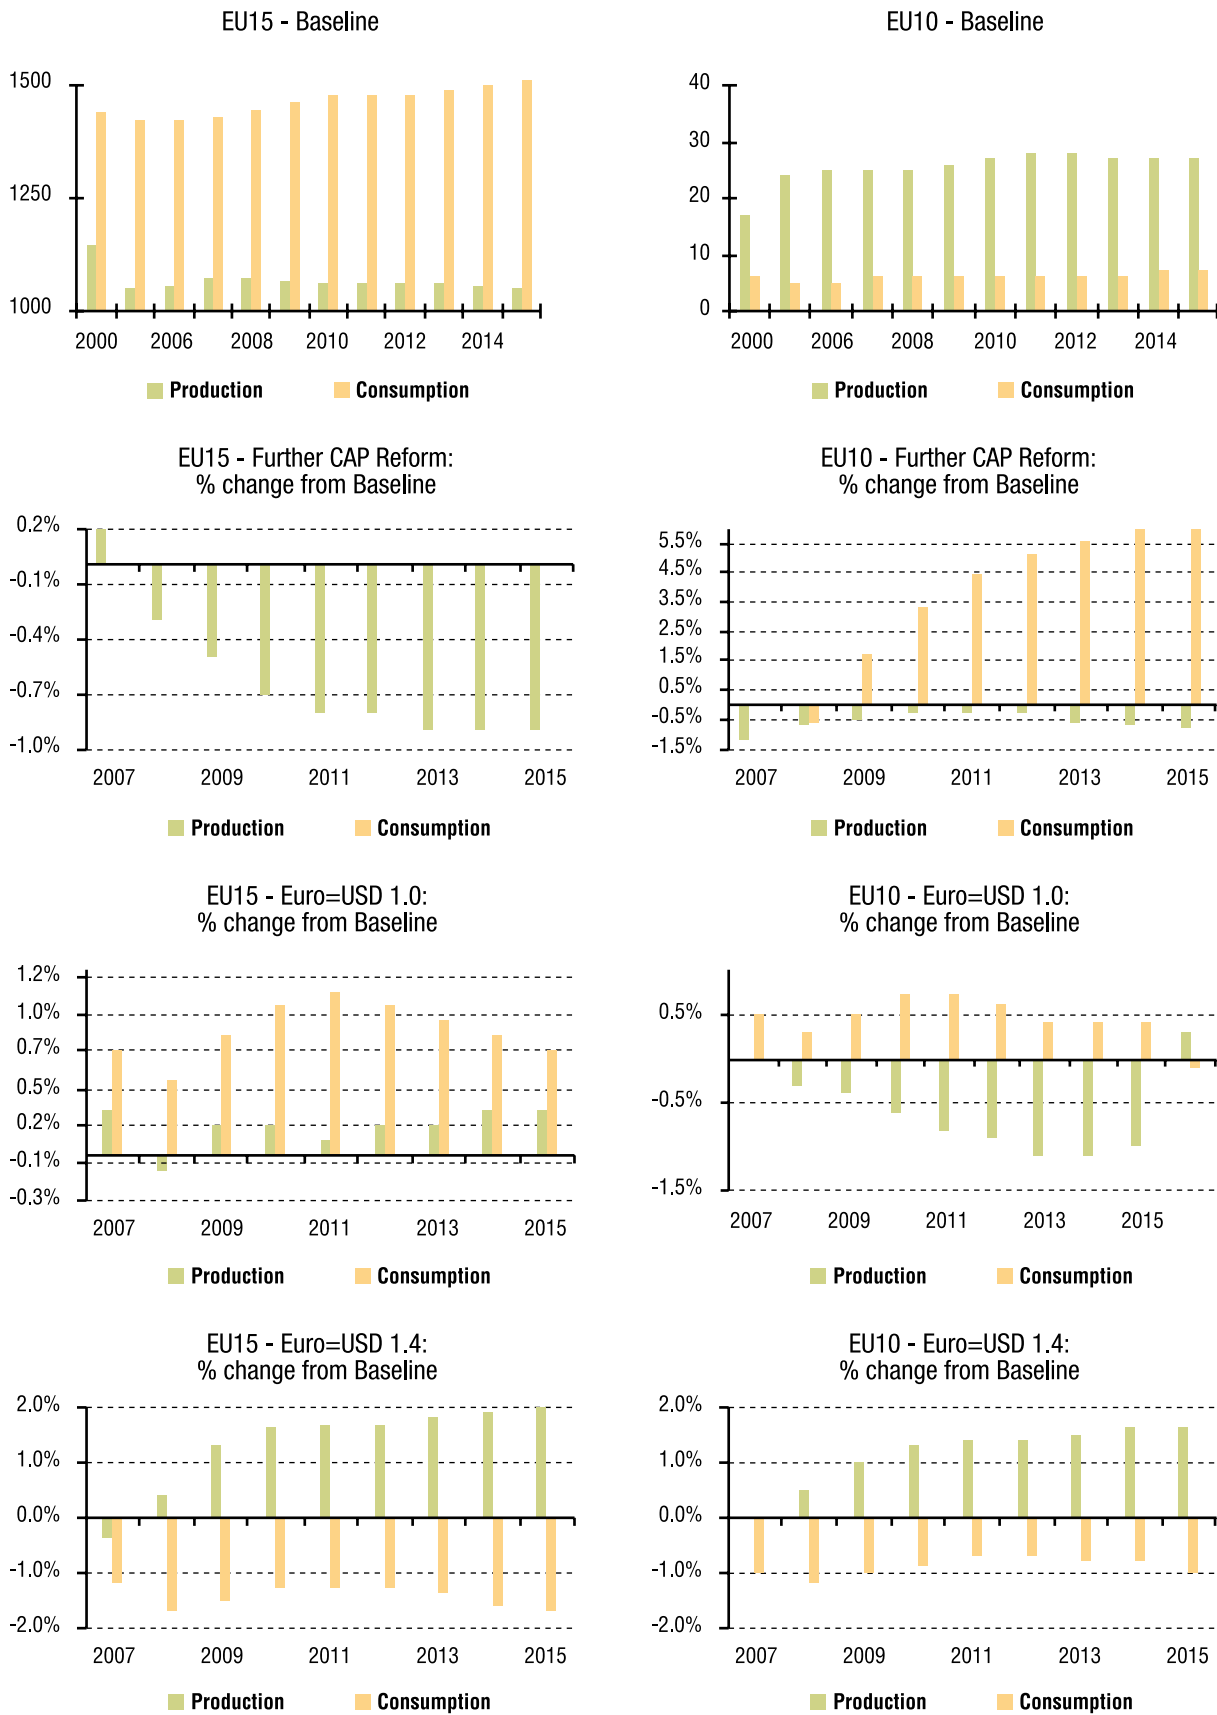 EU15 - Baseline
1500
1250
1000
2000 2006 2008 2010 2012 2014
Production Consumption
EU10 - Baseline
40
30
20
10
0
2000 2006 2008 2010 2012 2014
Production Consumption
EU15 - Further CAP Reform:
% change from Baseline
0.2%
-0.1%
-0.4%
-0.7%
-1.0%
2007 2009 2011 2013 2015
Production Consumption
EU10 - Further CAP Reform:
% change from Baseline
5.5%
4.5%
3.5%
2.5%
1.5%
0.5%
-0.5%
-1.5%
2007 2009 2011 2013 2015
Production Consumption
EU15 - Euro=USD 1.0:
% change from Baseline
1.2%
1.0%
0.7%
0.5%
0.2%
-0.1%
-0.3%
2007 2009 2011 2013 2015
Production Consumption
EU10 - Euro=USD 1.0:
% change from Baseline
0.5%
-0.5%
-1.5%
2007 2009 2011 2013 2015
Production Consumption
EU15 - Euro=USD 1.4:
% change from Baseline
2.0%
1.0%
0.0%
-1.0%
-2.0%
2007 2009 2011 2013 2015
Production Consumption
EU10 - Euro=USD 1.4:
% change from Baseline
2.0%
1.0%
0.0%
-1.0%
-2.0%
2007 2009 2011 2013 2015
Production Consumption